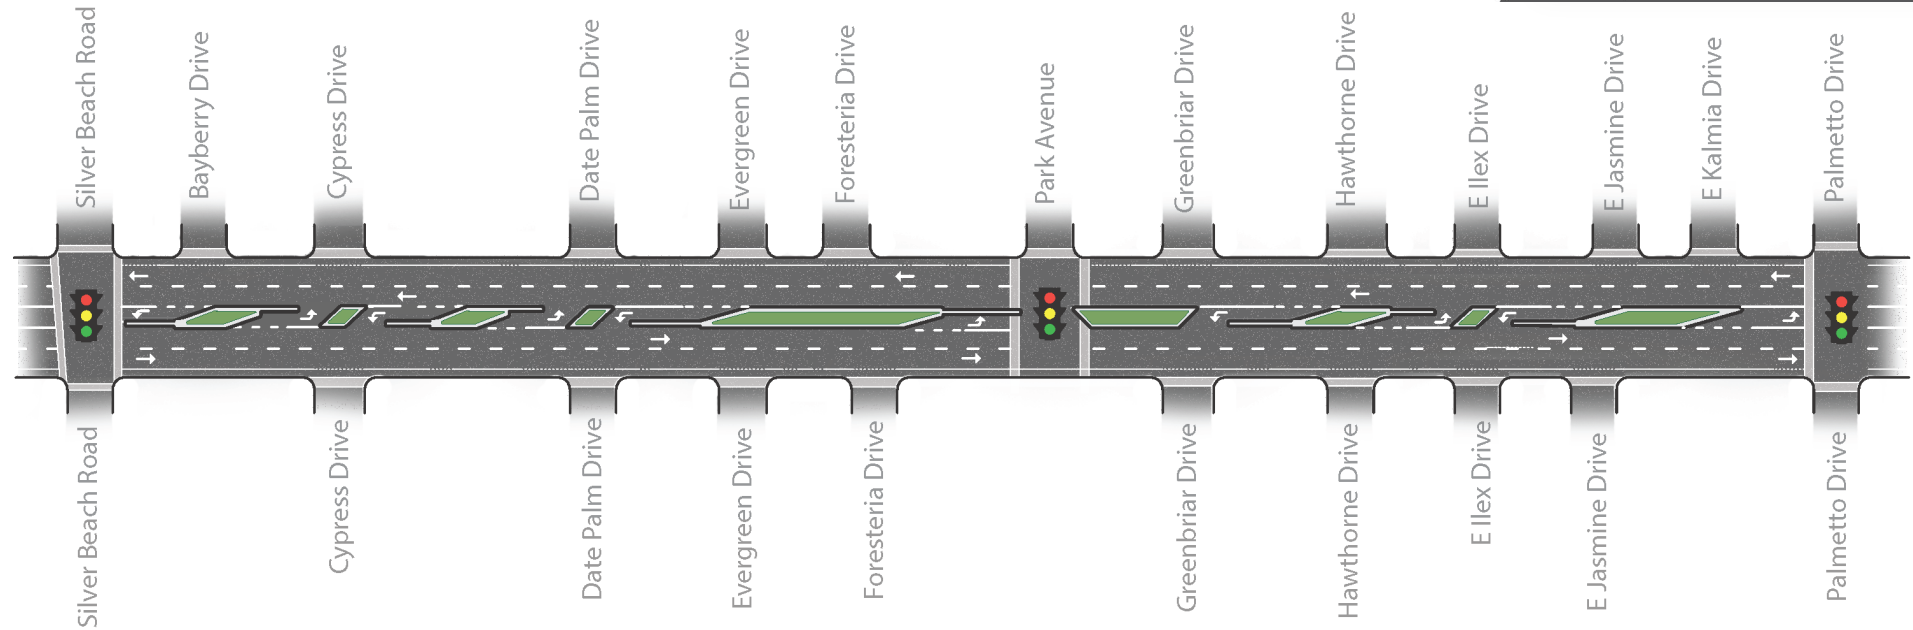 Silver Beach Road
Bayberry Drive
Cypress Drive
Date Palm Drive
Evergreen Drive
Foresteria Drive
Park Avenue
Greenbriar Drive
Hawthorne Drive
E Ilex Drive
E Jasmine Drive
E Kalmia Drive
Palmetto Drive
Silver Beach Road
Cypress Drive
Date Palm Drive
Evergreen Drive
Foresteria Drive
Greenbriar Drive
Hawthorne Drive
E Ilex Drive
E Jasmine Drive
Palmetto Drive